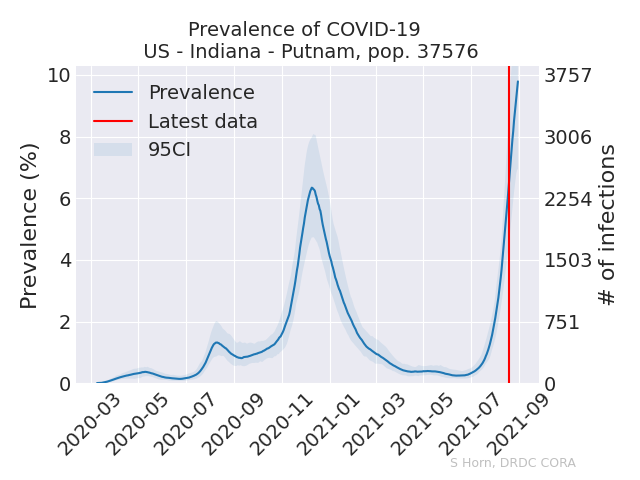 Prevalence of COVID-19
US - Indiana - Putnam, pop. 37576
Prevalence
Latest data
95CI
Prevalence (%)
10
8
6
4
2
0
3757
3006
2254
1503
751
0
# of infections
2020-03
2020-05
2020-07
2020-09
2020-11
2021-01
2021-03
2021-05
2021-07
2021-09
S Horn, DRDC CORA